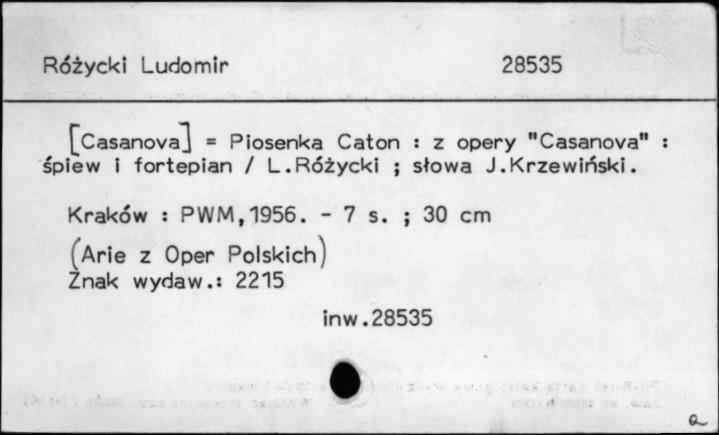 Różycki Ludomir 28535
[Casanova] = Piosenka Caton : z opery "Casanova" :
śpiew i fortepian / L.Różycki ; słowa J.Krzewiński.
Kraków : PWM,1956. - 7 s. ; 30 cm
(Arie z Oper Polskich)
Znak wydaw.: 2215
inw.28535